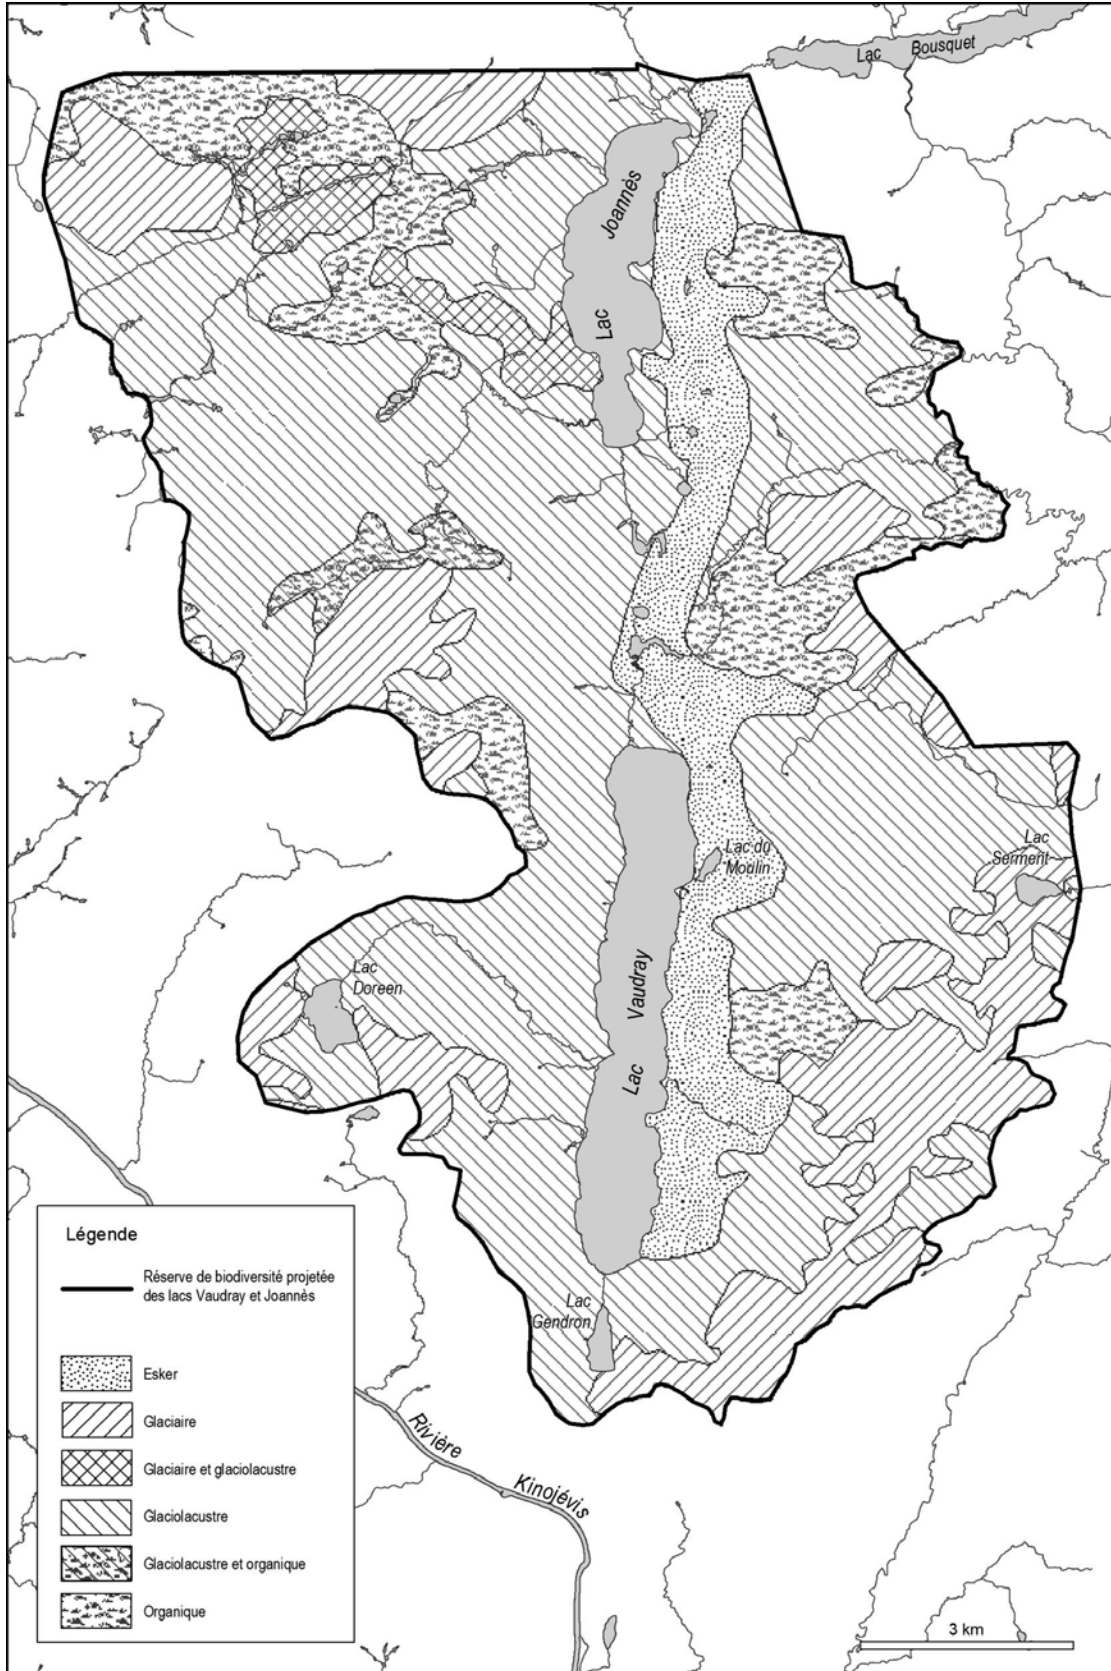 Lac Bousquet
Lac Joannès
Lac du
Moulin
Lac
Serment
Lac Vaudray
Lac
Doreen
Lac
Gendron
Légende
Réserve de biodiversité projetée
des lacs Vaudray et Joannès
Esker
Glaciaire
Glaciaire et glaciolacustre
Glaciolacustre
Glaciolacustre et organique
Organique
Rivière Kinojévis
3 km